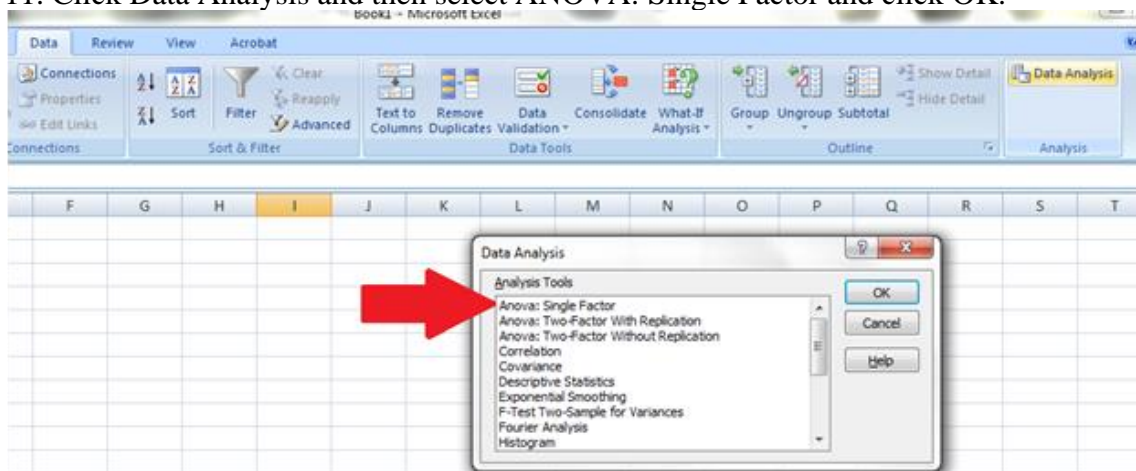 Click Data Analysis and then select ANOVA: Single Factor and click OK.
Book1 - Microsoft Excel
Data Review View Acrobat
Connections
Properties
Edit Links
Connections
Sort
Filter
Clear
Reapply
Advanced
Sort & Filter
Text to Columns
Remove Duplicates
Data Validation
Consolidate
What-If Analysis
Data Tools
Group
Ungroup
Subtotal
Show Detail
Hide Detail
Outline
Data Analysis
Analysis
F G H I J K L M N O P Q R S T
Data Analysis
Analysis Tools
Anova: Single Factor
Anova: Two-Factor With Replication
Anova: Two-Factor Without Replication
Correlation
Covariance
Descriptive Statistics
Exponential Smoothing
F-Test Two-Sample for Variances
Fourier Analysis
Histogram
OK
Cancel
Help